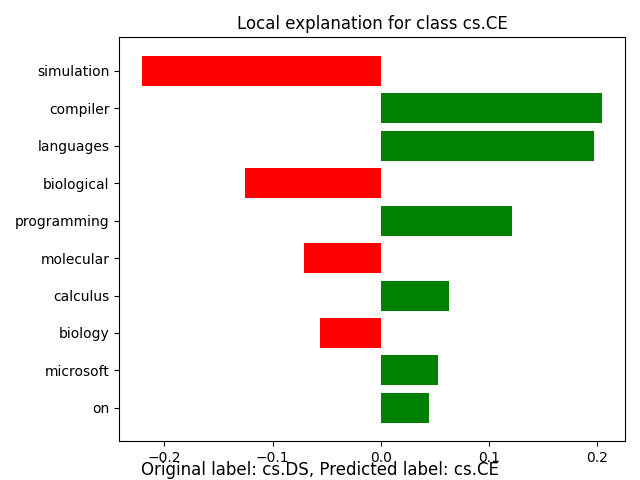 Local explanation for class cs.CE
simulation
compiler
languages
biological
programming
molecular
calculus
biology
microsoft
on
−0.2 −0.1 0.0 0.1 0.2
Original label: cs.DS, Predicted label: cs.CE